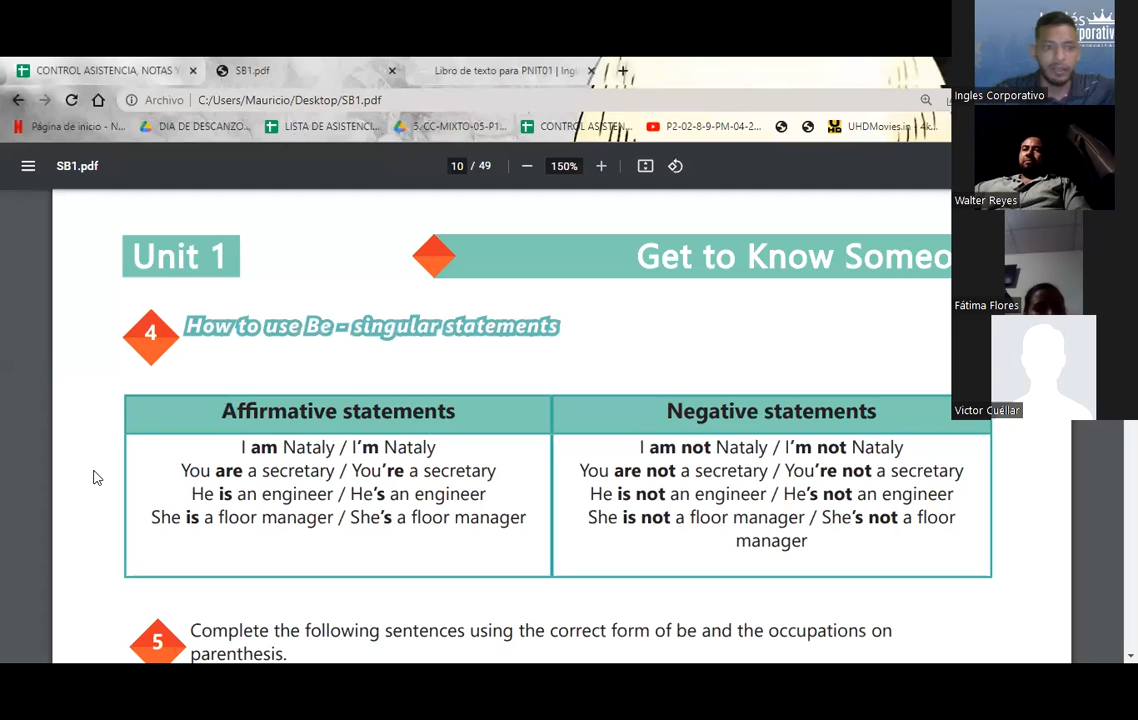 CONTROL ASISTENCIA, NOTAS Y
SB1.pdf
Libro de texto para PNIT01 | Ingl
Archivo
C:/Users/Mauricio/Desktop/SB1.pdf
Página de inicio - N...
DIA DE DESCANZO...
LISTA DE ASISTENCI...
5. CC-MIXTO-05-P1...
CONTROL ASISTEN...
P2-02-8-9-PM-04-2...
UHDMovies.in
SB1.pdf
10 / 49
150%
Unit 1
Get to Know Someo
4
How to use Be - singular statements
Affirmative statements
I am Nataly / I'm Nataly
You are a secretary / You're a secretary
He is an engineer / He's an engineer
She is a floor manager / She's a floor manager
Negative statements
I am not Nataly / I'm not Nataly
You are not a secretary / You're not a secretary
He is not an engineer / He's not an engineer
She is not a floor manager / She's not a floor
manager
5
Complete the following sentences using the correct form of be and the occupations on
parenthesis.
Ingles Corporativo
Walter Reyes
Fátima Flores
Victor Cuéllar